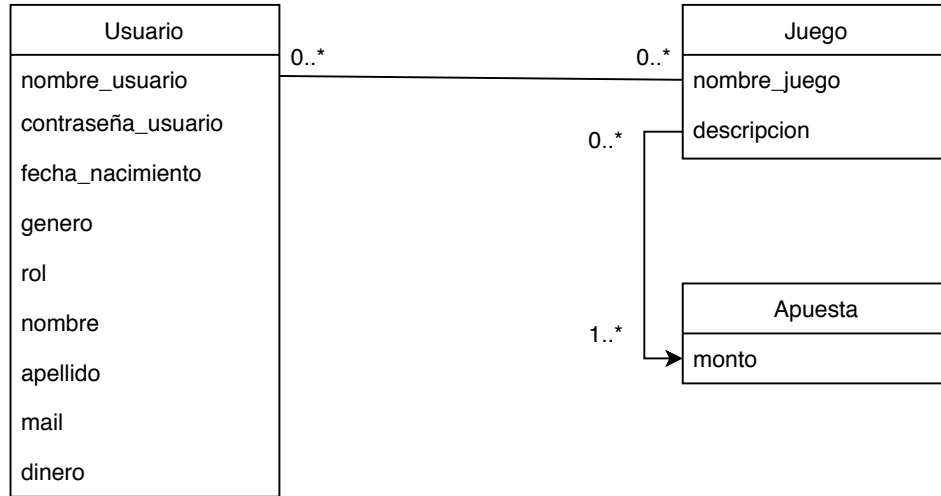 Usuario
nombre_usuario
contraseña_usuario
fecha_nacimiento
genero
rol
nombre
apellido
mail
dinero
0..*
0..*
Juego
nombre_juego
descripcion
0..*
1..*
Apuesta
monto